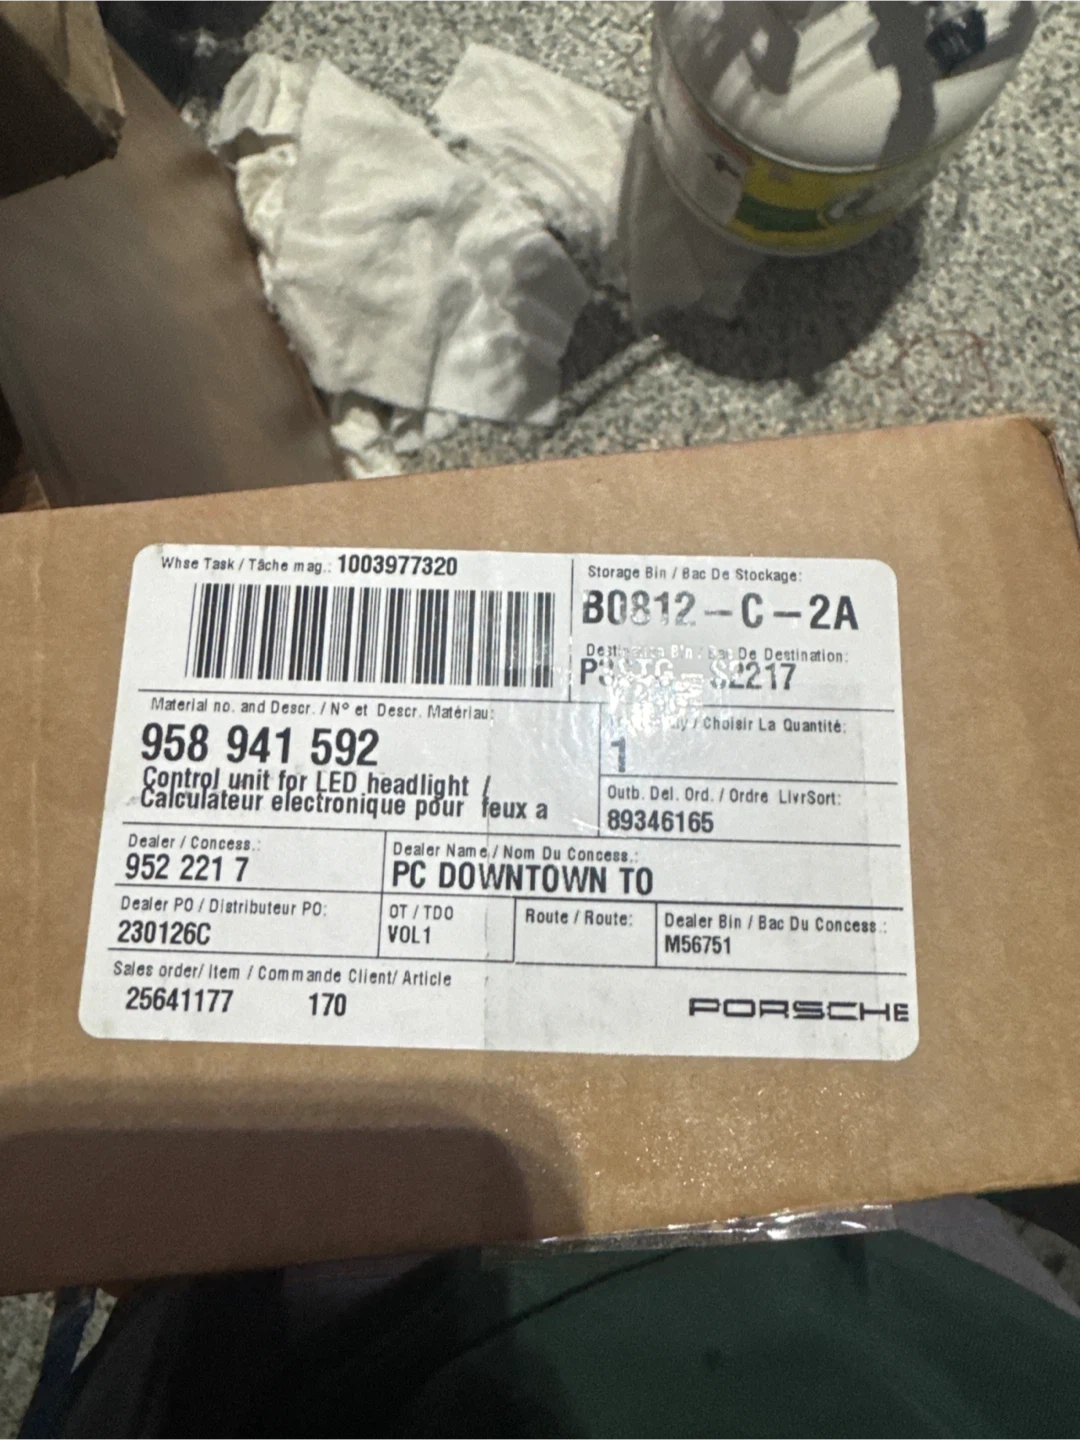 Whse Task / Tâche mag.: 1003977320
Storage Bin / Bac De Stockage:
B0812-C-2A
De Destination:
2217
Material no. and Descr. / Nº et Descr. Matériau:
958 941 592
Control unit for LED headlight /
Calculateur electronique pour feux a
/ Choisir La Quantité:
1
Outb. Del. Ord. / Ordre LivrSort:
89346165
Dealer / Concess.:
952 221 7
Dealer Name / Nom Du Concess.:
PC DOWNTOWN TO
Dealer PO / Distributeur PO:
230126C
OT / TDO
VOL1
Route / Route:
Dealer Bin / Bac Du Concess.:
M56751
Sales order/ Item / Commande Client/ Article
25641177 170
PORSCHE